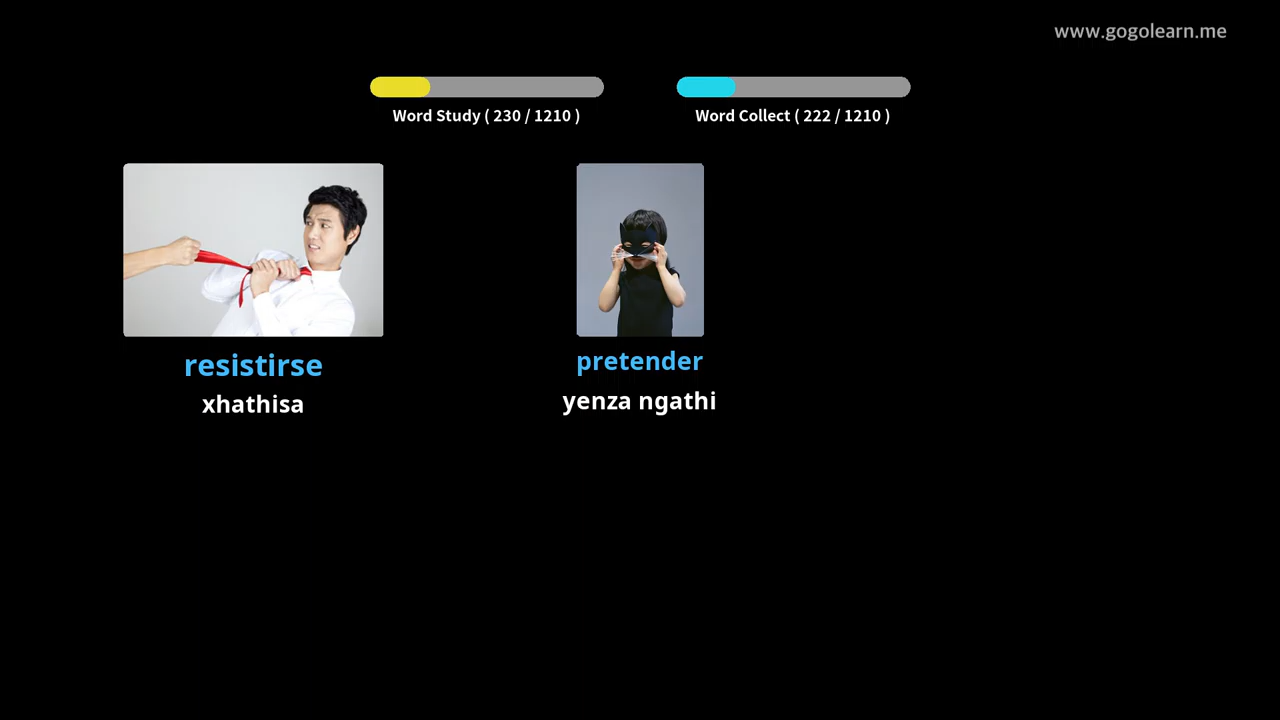 www.gogolearn.me
Word Study ( 230 / 1210 )
Word Collect ( 222 / 1210 )
resistirse
xhathisa
pretender
yenza ngathi